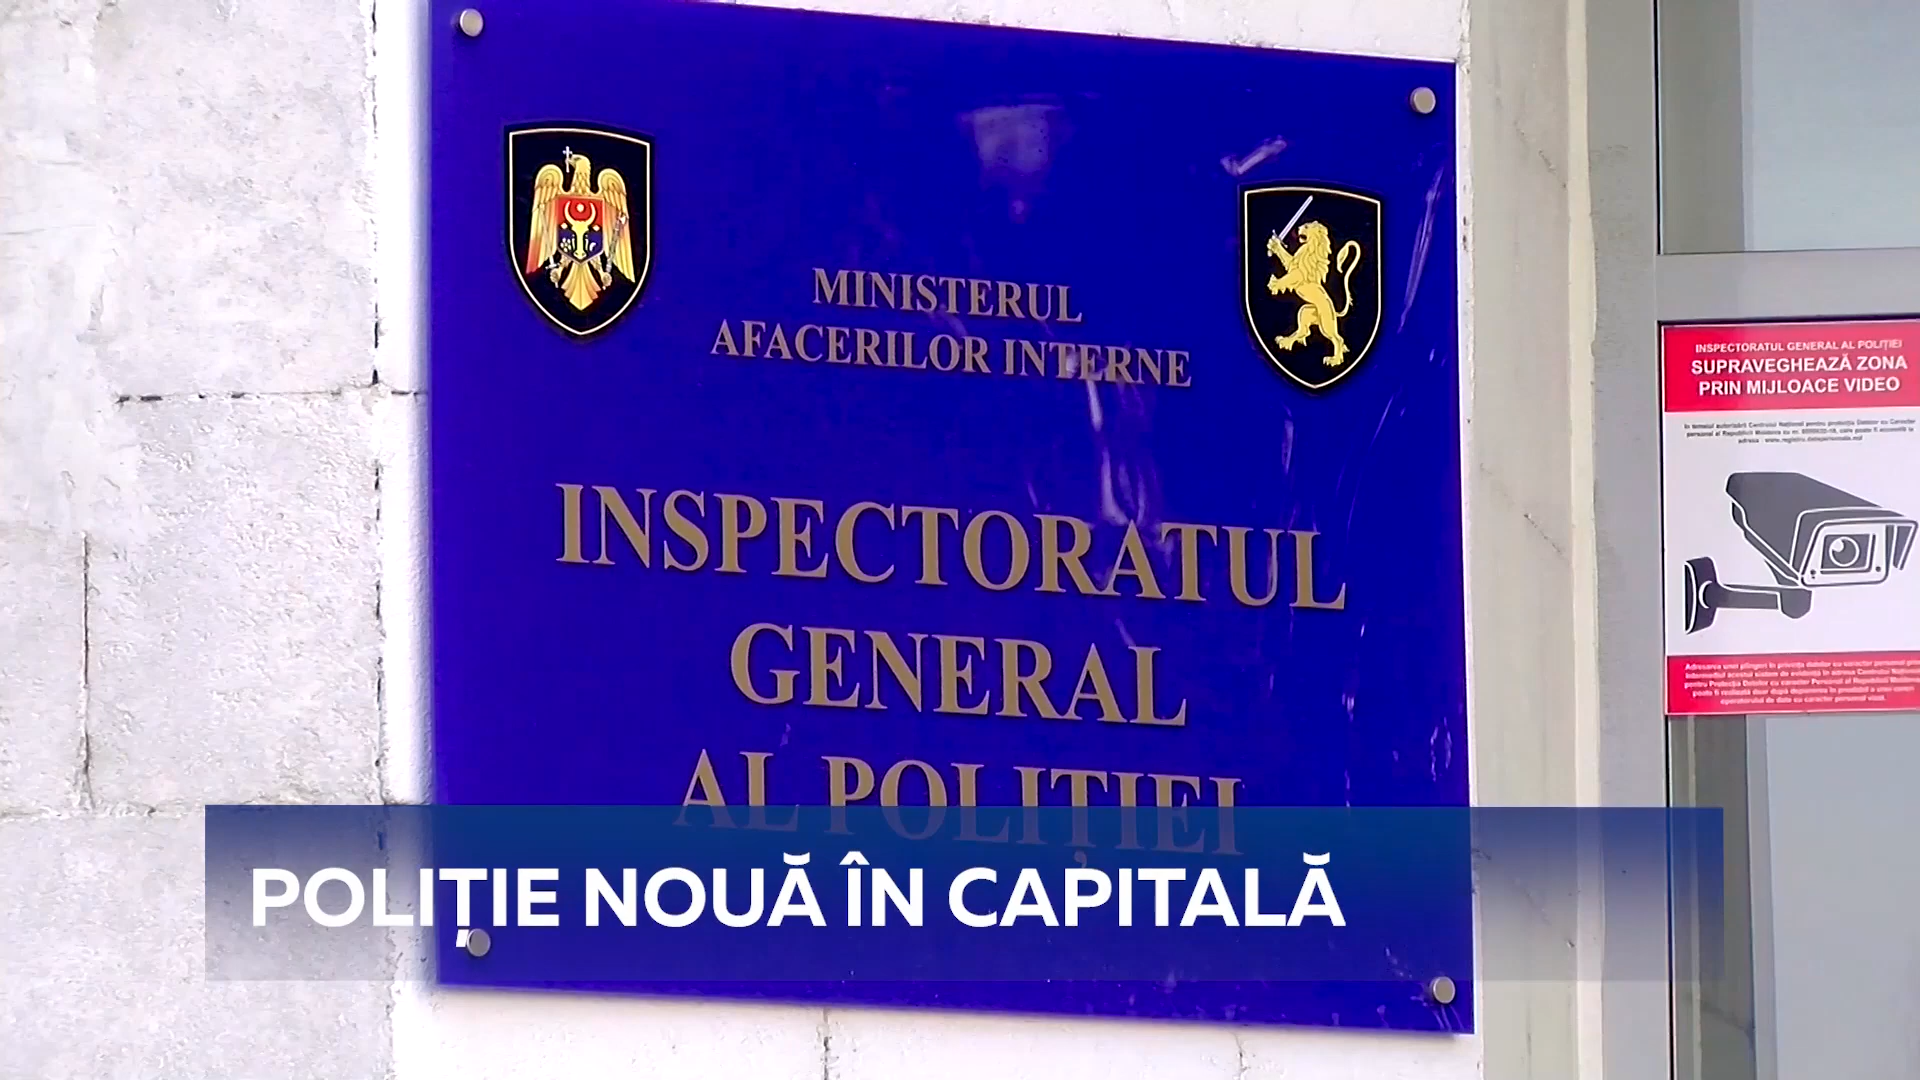 MINISTERUL
AFACERILOR INTERNE
INSPECTORATUL
GENERAL
AL POLIȚIEI
POLIȚIE NOUĂ ÎN CAPITALĂ
INSPECTORATUL GENERAL AL POLIȚIEI
SUPRAVEGHEAZĂ ZONA
PRIN MIJLOACE VIDEO